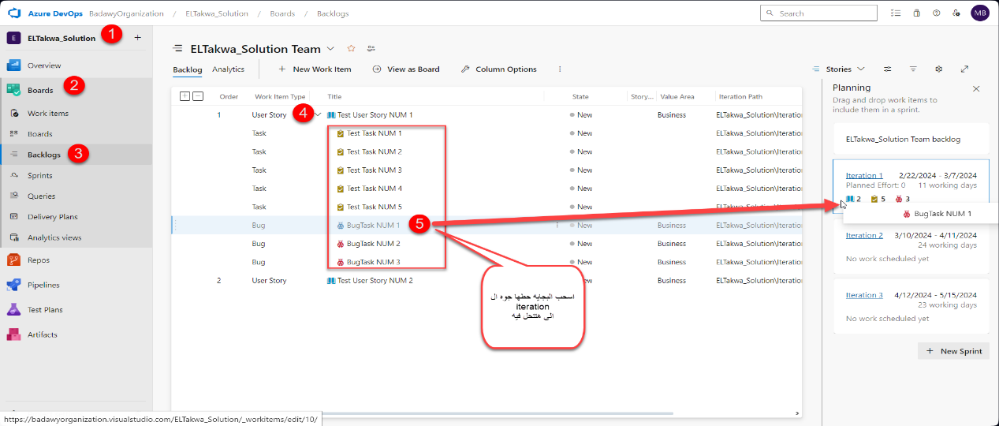 Azure DevOps BadawyOrganization / ELTakwa_Solution / Boards / Backlogs Search MB
E ELTakwa_Solution 1 +
Overview
Boards 2
Work items
Boards
Backlogs 3
Sprints
Queries
Delivery Plans
Analytics views
Repos
Pipelines
Test Plans
Artifacts
ELTakwa_Solution Team
Backlog Analytics + New Work Item View as Board Column Options Stories
Order Work Item Type Title State Story... Value Area Iteration Path
1 User Story 4 Test User Story NUM 1 New Business ELTakwa_Solution\Iteration
Task Test Task NUM 1 New ELTakwa_Solution\Iteration
Task Test Task NUM 2 New ELTakwa_Solution\Iteration
Task Test Task NUM 3 New ELTakwa_Solution\Iteration
Task Test Task NUM 4 New ELTakwa_Solution\Iteration
Task Test Task NUM 5 New ELTakwa_Solution\Iteration
Bug BugTask NUM 1 5 New Business ELTakwa_Solution\Iteration
Bug BugTask NUM 2 New Business ELTakwa_Solution\Iteration
Bug BugTask NUM 3 New Business ELTakwa_Solution\Iteration
2 User Story Test User Story NUM 2 New Business ELTakwa_Solution\Iteration
اسحب البجايه حطها جوه ال
iteration
الى هتتحل فيه
Planning
Drag and drop work items to
include them in a sprint.
ELTakwa_Solution Team backlog
Iteration 1 2/22/2024 - 3/7/2024
Planned Effort: 0 11 working days
2 5 3
BugTask NUM 1
Iteration 2 3/10/2024 - 4/11/2024
24 working days
No work scheduled yet
Iteration 3 4/12/2024 - 5/15/2024
23 working days
No work scheduled yet
+ New Sprint
https://badawyorganization.visualstudio.com/ELTakwa_Solution/_workitems/edit/10/